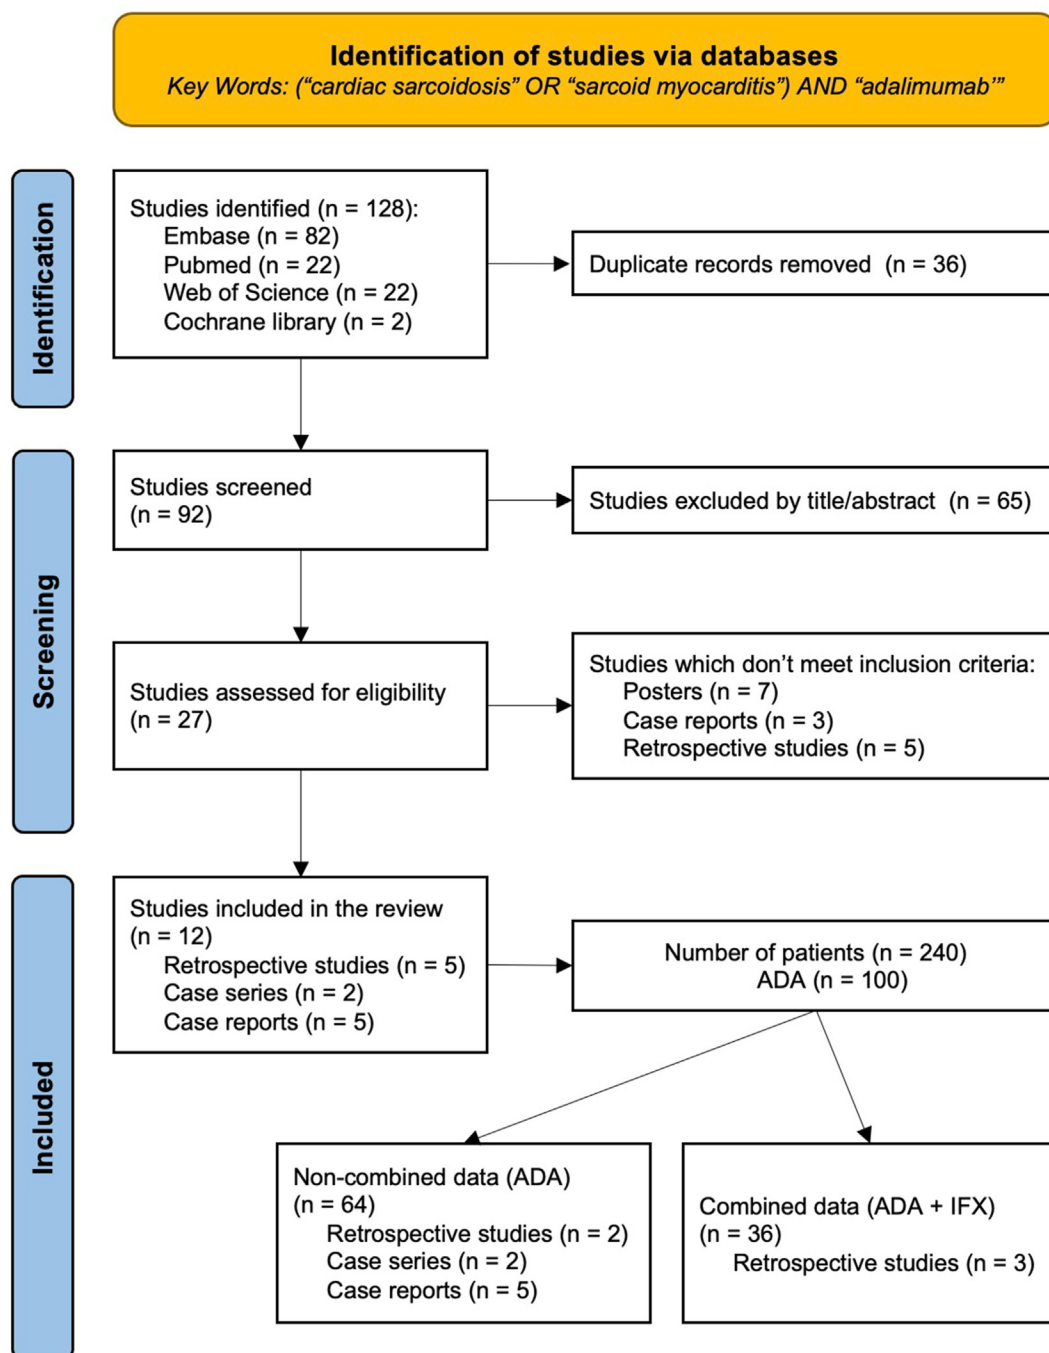 Identification of studies via databases
Key Words: (“cardiac sarcoidosis” OR “sarcoid myocarditis”) AND “adalimumab’”
Identification
Studies identified (n = 128):
Embase (n = 82)
Pubmed (n = 22)
Web of Science (n = 22)
Cochrane library (n = 2)
Duplicate records removed (n = 36)
Screening
Studies screened
(n = 92)
Studies excluded by title/abstract (n = 65)
Studies assessed for eligibility
(n = 27)
Studies which don’t meet inclusion criteria:
Posters (n = 7)
Case reports (n = 3)
Retrospective studies (n = 5)
Included
Studies included in the review
(n = 12)
Retrospective studies (n = 5)
Case series (n = 2)
Case reports (n = 5)
Number of patients (n = 240)
ADA (n = 100)
Non-combined data (ADA)
(n = 64)
Retrospective studies (n = 2)
Case series (n = 2)
Case reports (n = 5)
Combined data (ADA + IFX)
(n = 36)
Retrospective studies (n = 3)